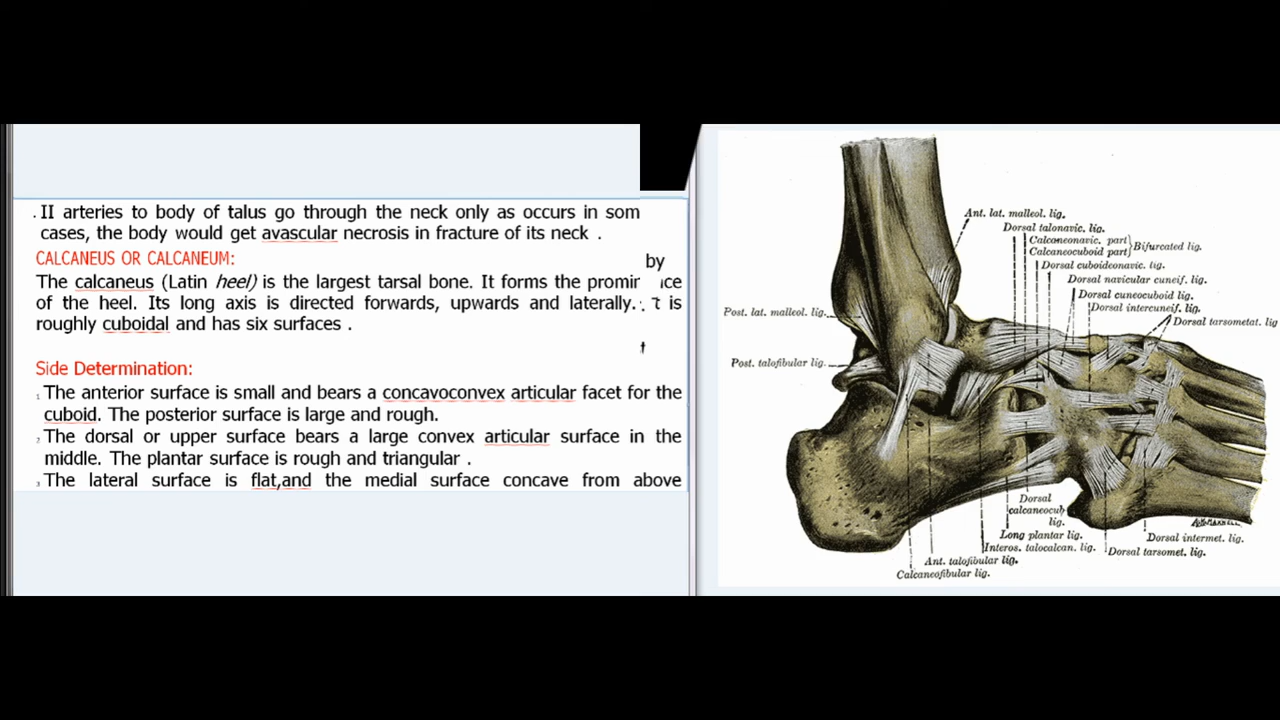 . II arteries to body of talus go through the neck only as occurs in som
cases, the body would get avascular necrosis in fracture of its neck .
CALCANEUS OR CALCANEUM:
by
The calcaneus (Latin heel) is the largest tarsal bone. It forms the promin ce
of the heel. Its long axis is directed forwards, upwards and laterally. is
roughly cuboidal and has six surfaces .
Side Determination:
1 The anterior surface is small and bears a concavoconvex articular facet for the
cuboid. The posterior surface is large and rough.
2 The dorsal or upper surface bears a large convex articular surface in the
middle. The plantar surface is rough and triangular .
3 The lateral surface is flat,and the medial surface concave from above
Ant. lat. malleol. lig.
Dorsal talonavic. lig.
Calcaneonavic. part
Calcaneocuboid part
Bifurcated lig.
Dorsal cuboideonavic. lig.
Dorsal navicular cuneif. lig.
Dorsal cuneocuboid lig.
Dorsal intercuneif. lig.
Dorsal tarsometat. lig
Post. lat. malleol. lig.
Post. talofibular lig.
Dorsal
calcaneocub
lig.
Long plantar lig.
Interos. talocalcan. lig.
Ant. talofibular lig.
Calcaneofibular lig.
Dorsal intermet. lig.
Dorsal tarsomet. lig.